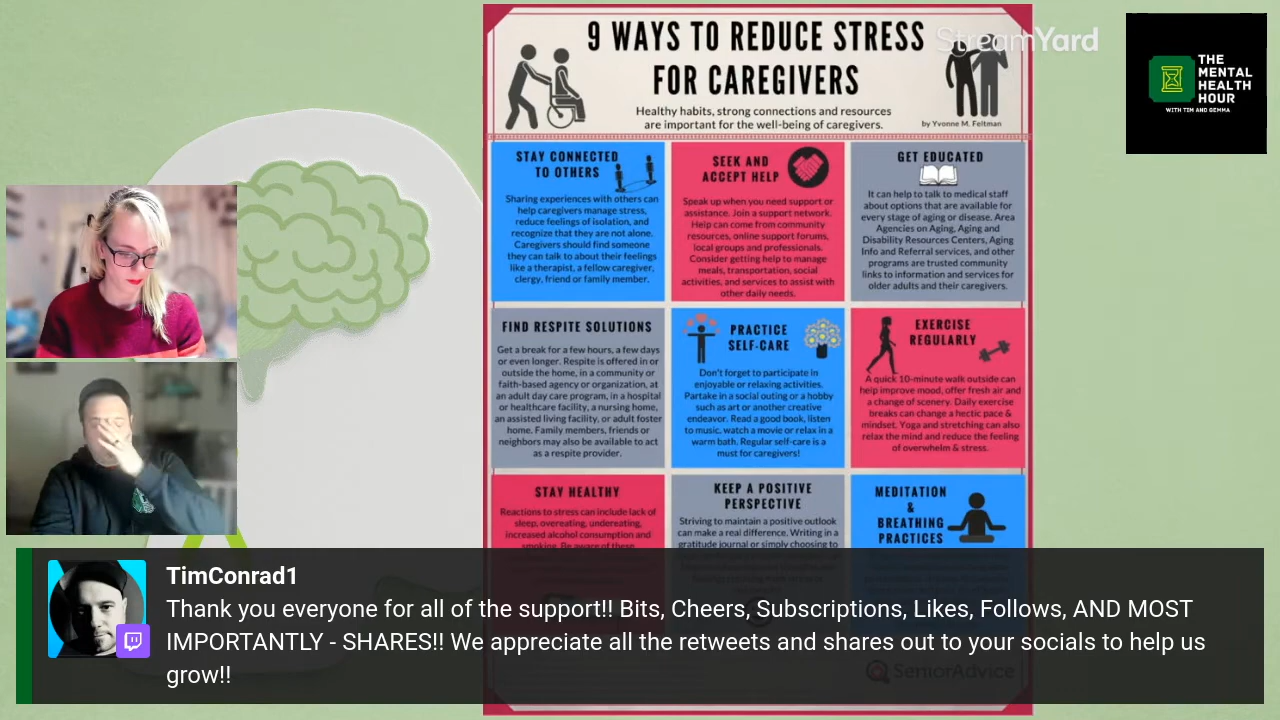 9 WAYS TO REDUCE STRESS
FOR CAREGIVERS
Healthy habits, strong connections and resources
are important for the well-being of caregivers.
by Yvonne M. Feltman
StreamYard
THE
MENTAL
HEALTH
HOUR
WITH TIM AND GEMMA
STAY CONNECTED
TO OTHERS
Sharing experiences with others can
help caregivers manage stress,
reduce feelings of isolation, and
recognize that they are not alone.
Caregivers should find someone
they can talk to about their feelings
like a therapist, a fellow caregiver,
clergy, friend or family member.
SEEK AND
ACCEPT HELP
Speak up when you need support or
assistance. Join a support network.
Help can come from community
resources, online support forums,
local groups and professionals.
Consider getting help to manage
meals, transportation, social
activities, and services to assist with
other daily needs.
GET EDUCATED
It can help to talk to medical staff
about options that are available for
every stage of aging or disease. Area
Agencies on Aging, Aging and
Disability Resources Centers, Aging
Info and Referral services, and other
programs are trusted community
links to information and services for
older adults and their caregivers.
FIND RESPITE SOLUTIONS
Get a break for a few hours, a few days
or even longer. Respite is offered in or
outside the home, in a community or
faith-based agency or organization, at
an adult day care program, in a hospital
or healthcare facility, a nursing home,
an assisted living facility, or adult foster
home. Family members, friends or
neighbors may also be available to act
as a respite provider.
PRACTICE
SELF-CARE
Don't forget to participate in
enjoyable or relaxing activities.
Partake in a social outing or a hobby
such as art or another creative
endeavor. Read a good book, listen
to music, watch a movie or relax in a
warm bath. Regular self-care is a
must for caregivers!
EXERCISE
REGULARLY
A quick 10-minute walk outside can
help improve mood, offer fresh air and
a change of scenery. Daily exercise
breaks can change a hectic pace &
mindset. Yoga and stretching can also
relax the mind and reduce the feeling
of overwhelm & stress.
STAY HEALTHY
Reactions to stress can include lack of
sleep, overeating, undereating,
increased alcohol consumption and
smoking. Be aware of these
KEEP A POSITIVE
PERSPECTIVE
Striving to maintain a positive outlook
can make a real difference. Writing in a
gratitude journal or simply choosing to
MEDITATION
&
BREATHING
PRACTICES
SeniorAdvice
TimConrad1
Thank you everyone for all of the support!! Bits, Cheers, Subscriptions, Likes, Follows, AND MOST
IMPORTANTLY - SHARES!! We appreciate all the retweets and shares out to your socials to help us
grow!!